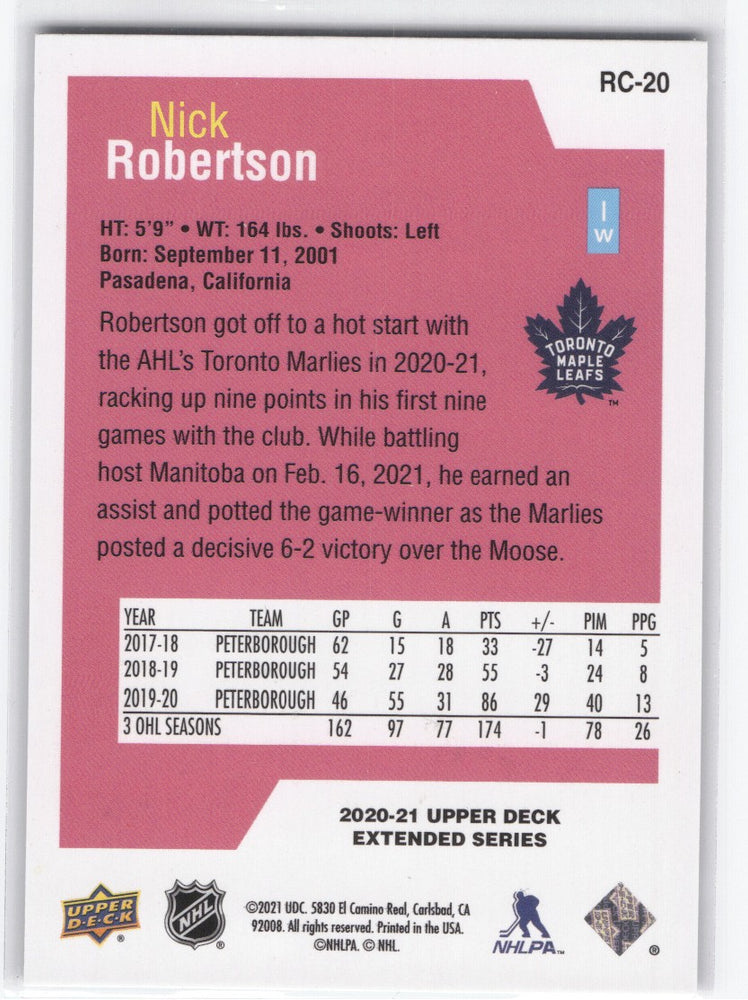 RC-20
Nick
Robertson
LW
HT: 5'9" • WT: 164 lbs. • Shoots: Left
Born: September 11, 2001
Pasadena, California
TORONTO
MAPLE
LEAFS
TM
Robertson got off to a hot start with
the AHL's Toronto Marlies in 2020-21,
racking up nine points in his first nine
games with the club. While battling
host Manitoba on Feb. 16, 2021, he earned an
assist and potted the game-winner as the Marlies
posted a decisive 6-2 victory over the Moose.
YEAR TEAM GP G A PTS +/- PIM PPG
2017-18 PETERBOROUGH 62 15 18 33 -27 14 5
2018-19 PETERBOROUGH 54 27 28 55 -3 24 8
2019-20 PETERBOROUGH 46 55 31 86 29 40 13
3 OHL SEASONS 162 97 77 174 -1 78 26
2020-21 UPPER DECK
EXTENDED SERIES
UPPER
D·E·C·K
®
NHL
®
©2021 UDC. 5830 El Camino Real, Carlsbad, CA
92008. All rights reserved. Printed in the USA.
©NHLPA. © NHL.
NHLPA™
®